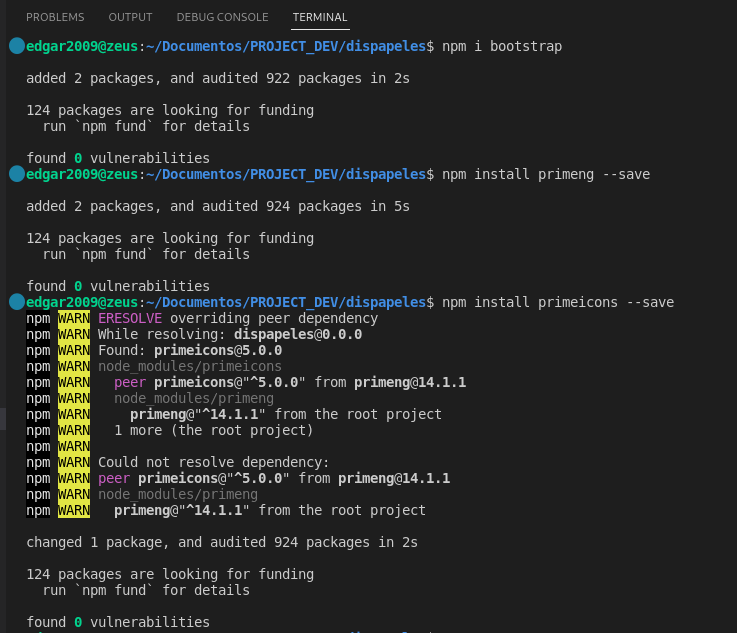 PROBLEMS OUTPUT DEBUG CONSOLE TERMINAL
edgar2009@zeus:~/Documentos/PROJECT_DEV/dispapeles$ npm i bootstrap
added 2 packages, and audited 922 packages in 2s
124 packages are looking for funding
run `npm fund` for details
found 0 vulnerabilities
edgar2009@zeus:~/Documentos/PROJECT_DEV/dispapeles$ npm install primeng --save
added 2 packages, and audited 924 packages in 5s
124 packages are looking for funding
run `npm fund` for details
found 0 vulnerabilities
edgar2009@zeus:~/Documentos/PROJECT_DEV/dispapeles$ npm install primeicons --save
npm WARN ERESOLVE overriding peer dependency
npm WARN While resolving: dispapeles@0.0.0
npm WARN Found: primeicons@5.0.0
npm WARN node_modules/primeicons
npm WARN   peer primeicons@"^5.0.0" from primeng@14.1.1
npm WARN   node_modules/primeng
npm WARN     primeng@"^14.1.1" from the root project
npm WARN   1 more (the root project)
npm WARN
npm WARN Could not resolve dependency:
npm WARN peer primeicons@"^5.0.0" from primeng@14.1.1
npm WARN node_modules/primeng
npm WARN   primeng@"^14.1.1" from the root project
changed 1 package, and audited 924 packages in 2s
124 packages are looking for funding
run `npm fund` for details
found 0 vulnerabilities